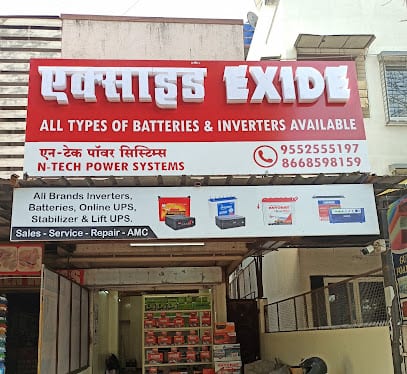 एक्साइड EXIDE
ALL TYPES OF BATTERIES & INVERTERS AVAILABLE
एन-टेक पॉवर सिस्टिम्स
N-TECH POWER SYSTEMS
9552555197
8668598159
All Brands Inverters,
Batteries, Online UPS,
Stabilizer & Lift UPS.
Sales - Service - Repair - AMC